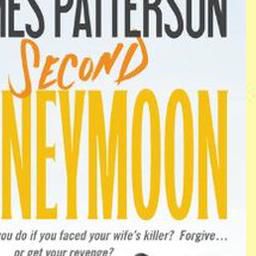 MES PATTERSON
SECOND
NEYMOON
you do if you faced your wife's killer? Forgive…
or get your revenge?